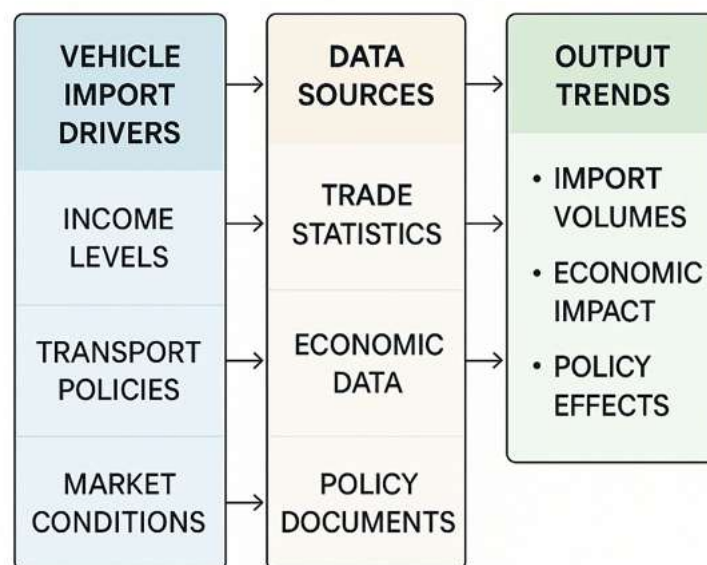 VEHICLE
IMPORT
DRIVERS
INCOME
LEVELS
TRANSPORT
POLICIES
MARKET
CONDITIONS
DATA
SOURCES
TRADE
STATISTICS
ECONOMIC
DATA
POLICY
DOCUMENTS
OUTPUT
TRENDS
• IMPORT
VOLUMES
• ECONOMIC
IMPACT
• POLICY
EFFECTS